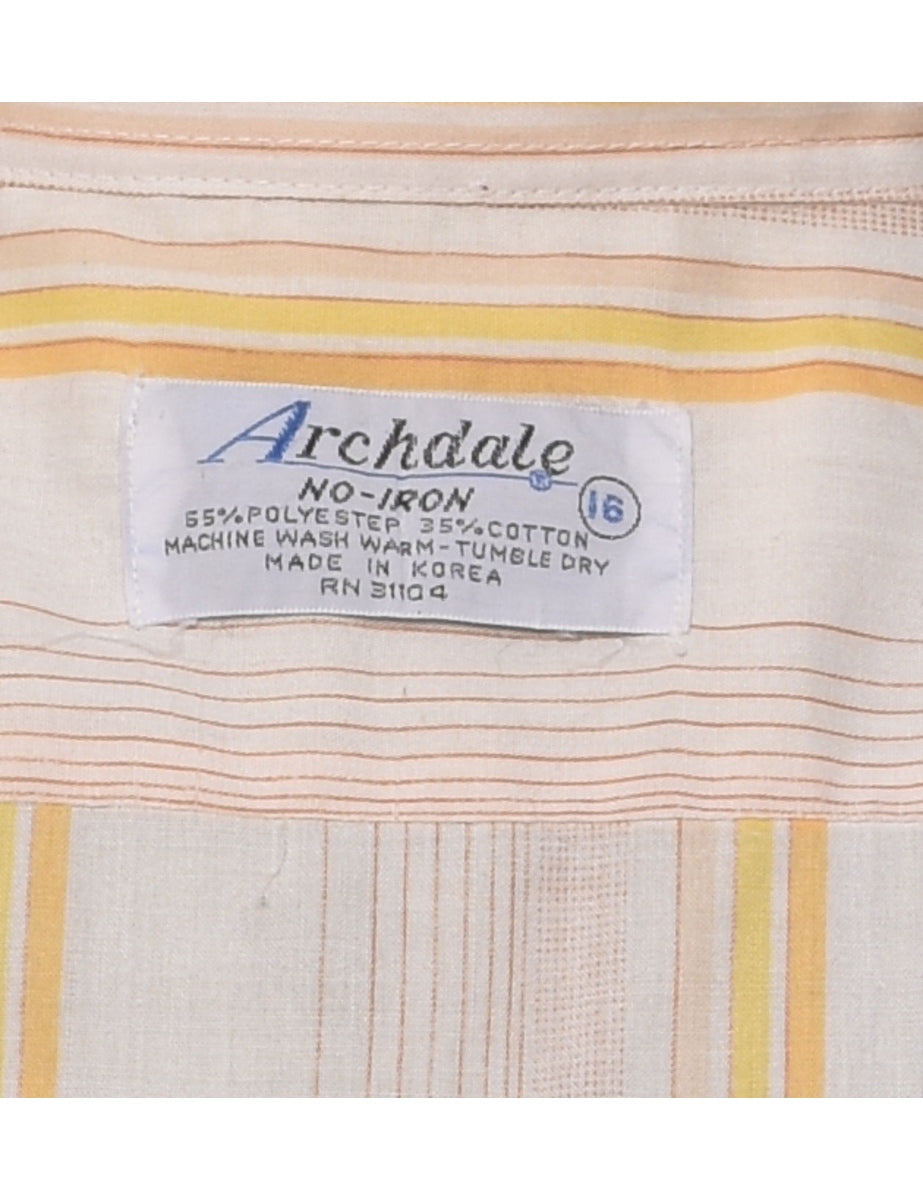 Archdale®
NO-IRON 16
65% POLYESTER 35% COTTON
MACHINE WASH WARM-TUMBLE DRY
MADE IN KOREA
RN 31104